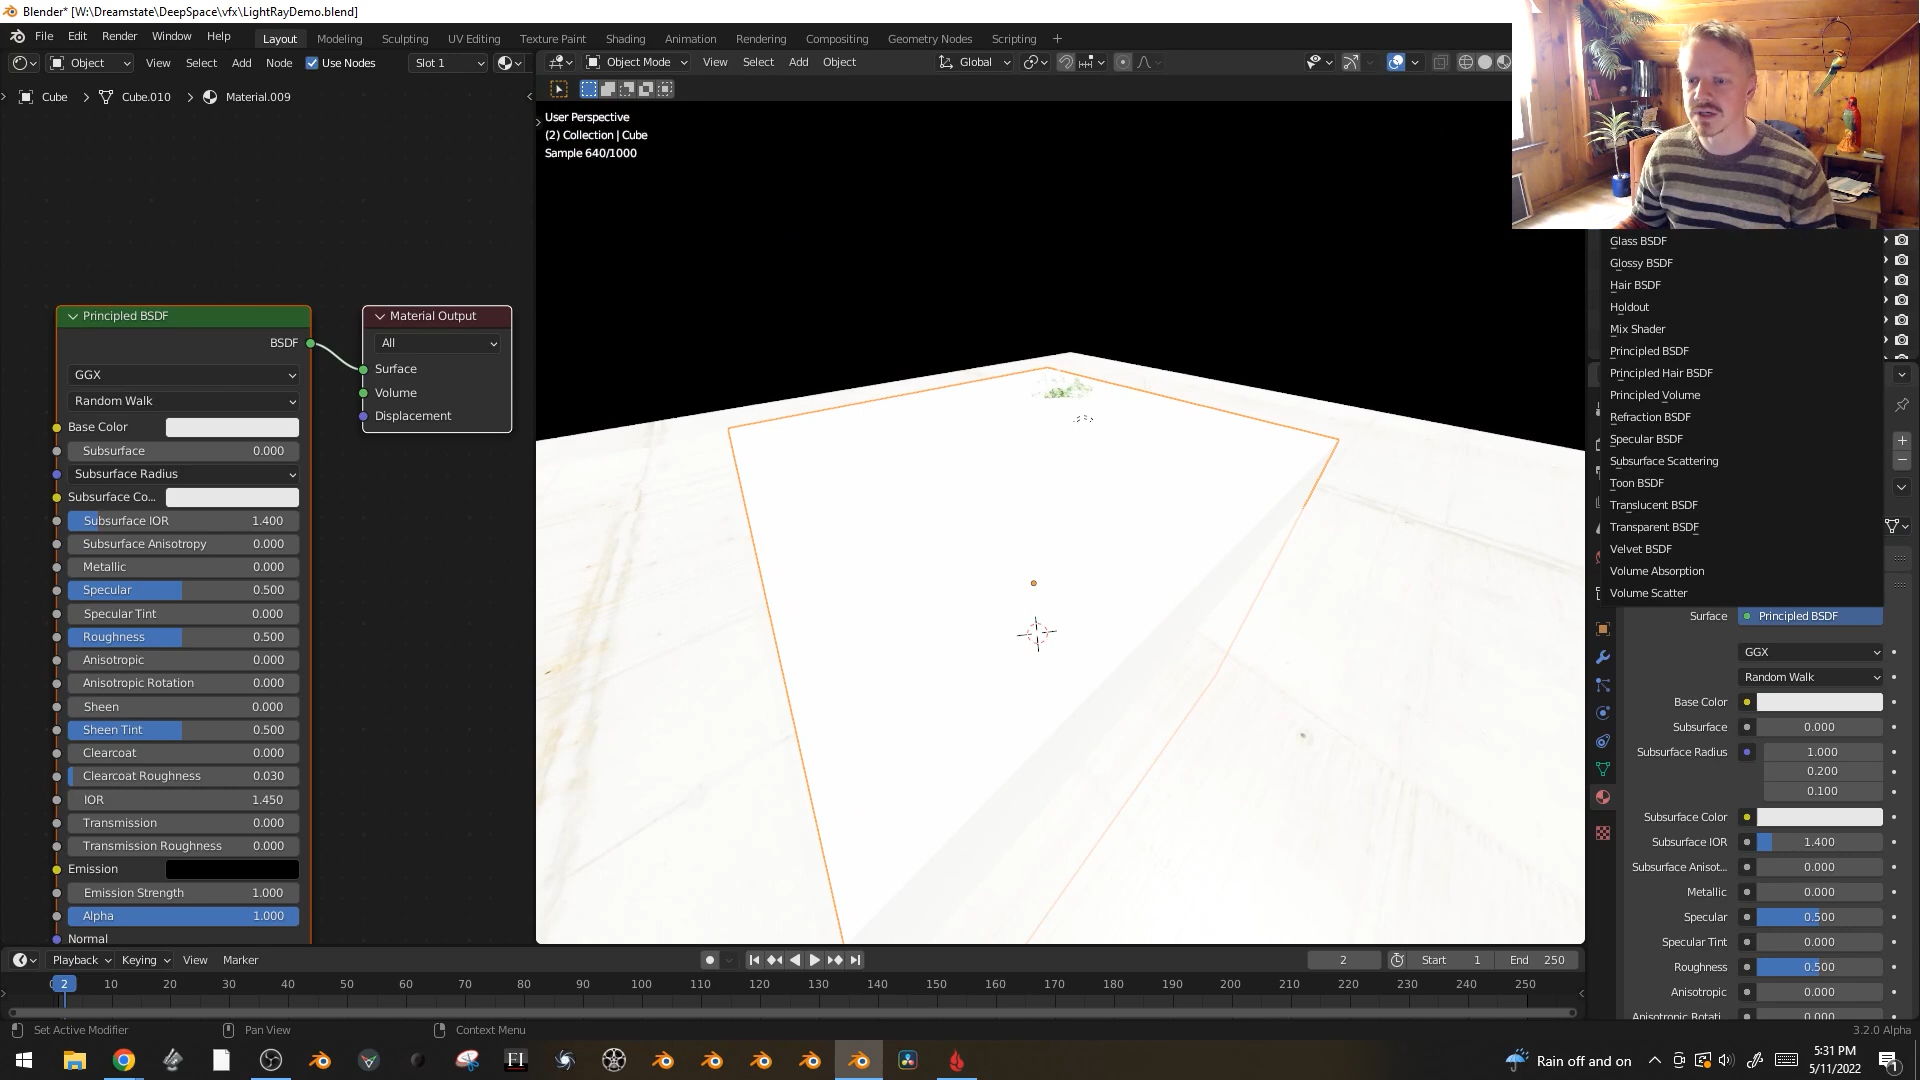 Blender* [W:\Dreamstate\DeepSpace\vfx\LightRayDemo.blend]
File Edit Render Window Help
Layout Modeling Sculpting UV Editing Texture Paint Shading Animation Rendering Compositing Geometry Nodes Scripting +
Object View Select Add Node Use Nodes Slot 1
Object Mode View Select Add Object Global
Cube > Cube.010 > Material.009
User Perspective
(2) Collection | Cube
Sample 640/1000
Principled BSDF
BSDF
GGX
Random Walk
Base Color
Subsurface 0.000
Subsurface Radius
Subsurface Co...
Subsurface IOR 1.400
Subsurface Anisotropy 0.000
Metallic 0.000
Specular 0.500
Specular Tint 0.000
Roughness 0.500
Anisotropic 0.000
Anisotropic Rotation 0.000
Sheen 0.000
Sheen Tint 0.500
Clearcoat 0.000
Clearcoat Roughness 0.030
IOR 1.450
Transmission 0.000
Transmission Roughness 0.000
Emission
Emission Strength 1.000
Alpha 1.000
Normal
Material Output
All
Surface
Volume
Displacement
Glass BSDF
Glossy BSDF
Hair BSDF
Holdout
Mix Shader
Principled BSDF
Principled Hair BSDF
Principled Volume
Refraction BSDF
Specular BSDF
Subsurface Scattering
Toon BSDF
Translucent BSDF
Transparent BSDF
Velvet BSDF
Volume Absorption
Volume Scatter
Surface Principled BSDF
GGX
Random Walk
Base Color
Subsurface 0.000
Subsurface Radius 1.000
0.200
0.100
Subsurface Color
Subsurface IOR 1.400
Subsurface Anisot... 0.000
Metallic 0.000
Specular 0.500
Specular Tint 0.000
Roughness 0.500
Anisotropic 0.000
Anisotropic Rotati... 0.000
Playback Keying View Marker
2 Start 1 End 250
2 10 20 30 40 50 60 70 80 90 100 110 120 130 140 150 160 170 180 190 200 210 220 230 240 250
Set Active Modifier Pan View Context Menu 3.2.0 Alpha
FI
Rain off and on
5:31 PM
5/11/2022
1